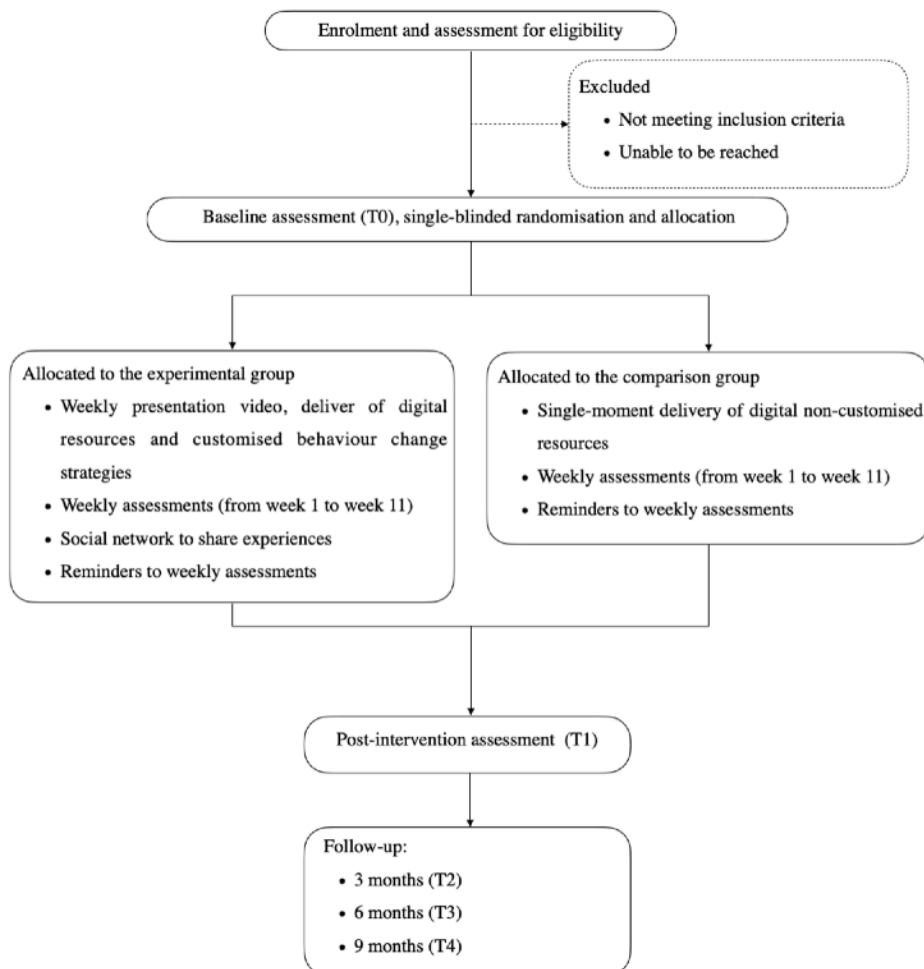 Enrolment and assessment for eligibility
Excluded
• Not meeting inclusion criteria
• Unable to be reached
Baseline assessment (T0), single-blinded randomisation and allocation
Allocated to the experimental group
• Weekly presentation video, deliver of digital
resources and customised behaviour change
strategies
• Weekly assessments (from week 1 to week 11)
• Social network to share experiences
• Reminders to weekly assessments
Allocated to the comparison group
• Single-moment delivery of digital non-customised
resources
• Weekly assessments (from week 1 to week 11)
• Reminders to weekly assessments
Post-intervention assessment (T1)
Follow-up:
• 3 months (T2)
• 6 months (T3)
• 9 months (T4)